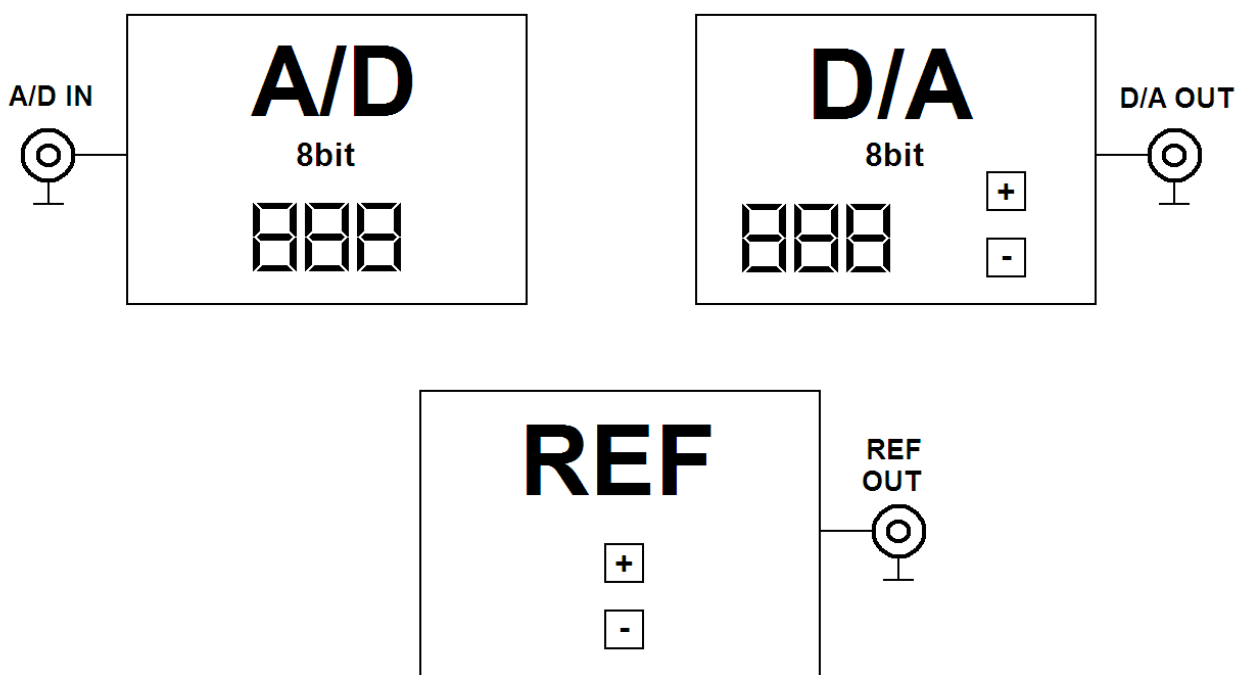 A/D
A/D IN
8bit
888
D/A
D/A OUT
8bit
888
+
-
REF
REF
OUT
+
-